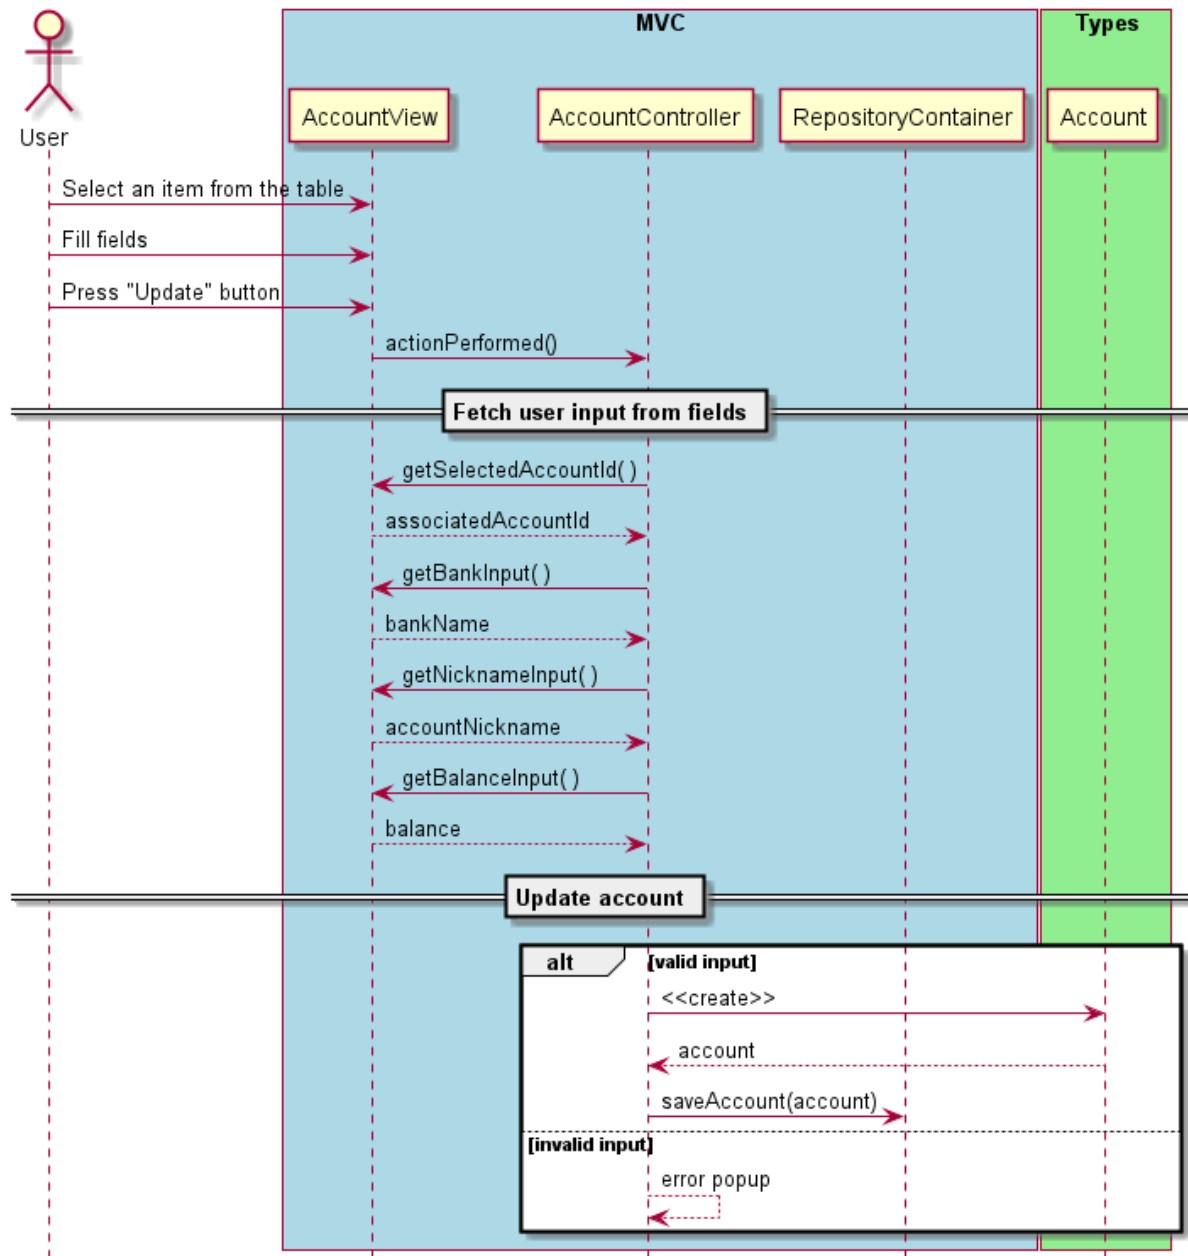 MVC
Types
User
AccountView
AccountController
RepositoryContainer
Account
Select an item from the table
Fill fields
Press "Update" button
actionPerformed()
Fetch user input from fields
getSelectedAccountId( )
associatedAccountId
getBankInput( )
bankName
getNicknameInput( )
accountNickname
getBalanceInput( )
balance
Update account
alt
[valid input]
<<create>>
account
saveAccount(account)
[invalid input]
error popup